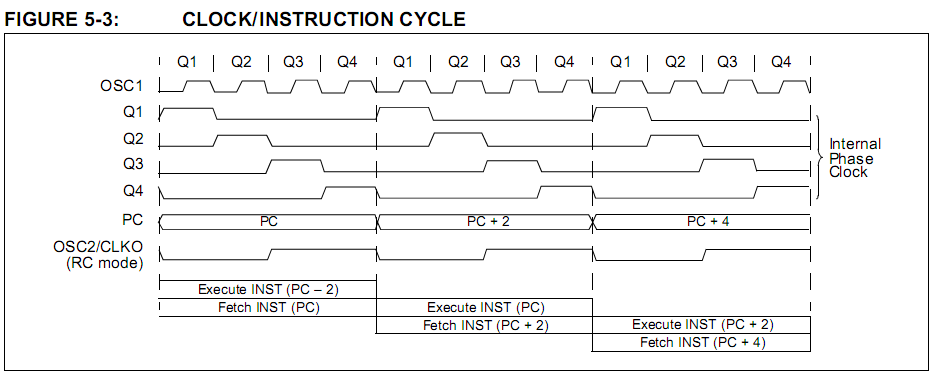 FIGURE 5-3: CLOCK/INSTRUCTION CYCLE
Q1 Q2 Q3 Q4 Q1 Q2 Q3 Q4 Q1 Q2 Q3 Q4
OSC1
Q1
Q2
Q3
Q4
Internal
Phase
Clock
PC PC PC + 2 PC + 4
OSC2/CLKO
(RC mode)
Execute INST (PC – 2)
Fetch INST (PC) Execute INST (PC)
Fetch INST (PC + 2) Execute INST (PC + 2)
Fetch INST (PC + 4)